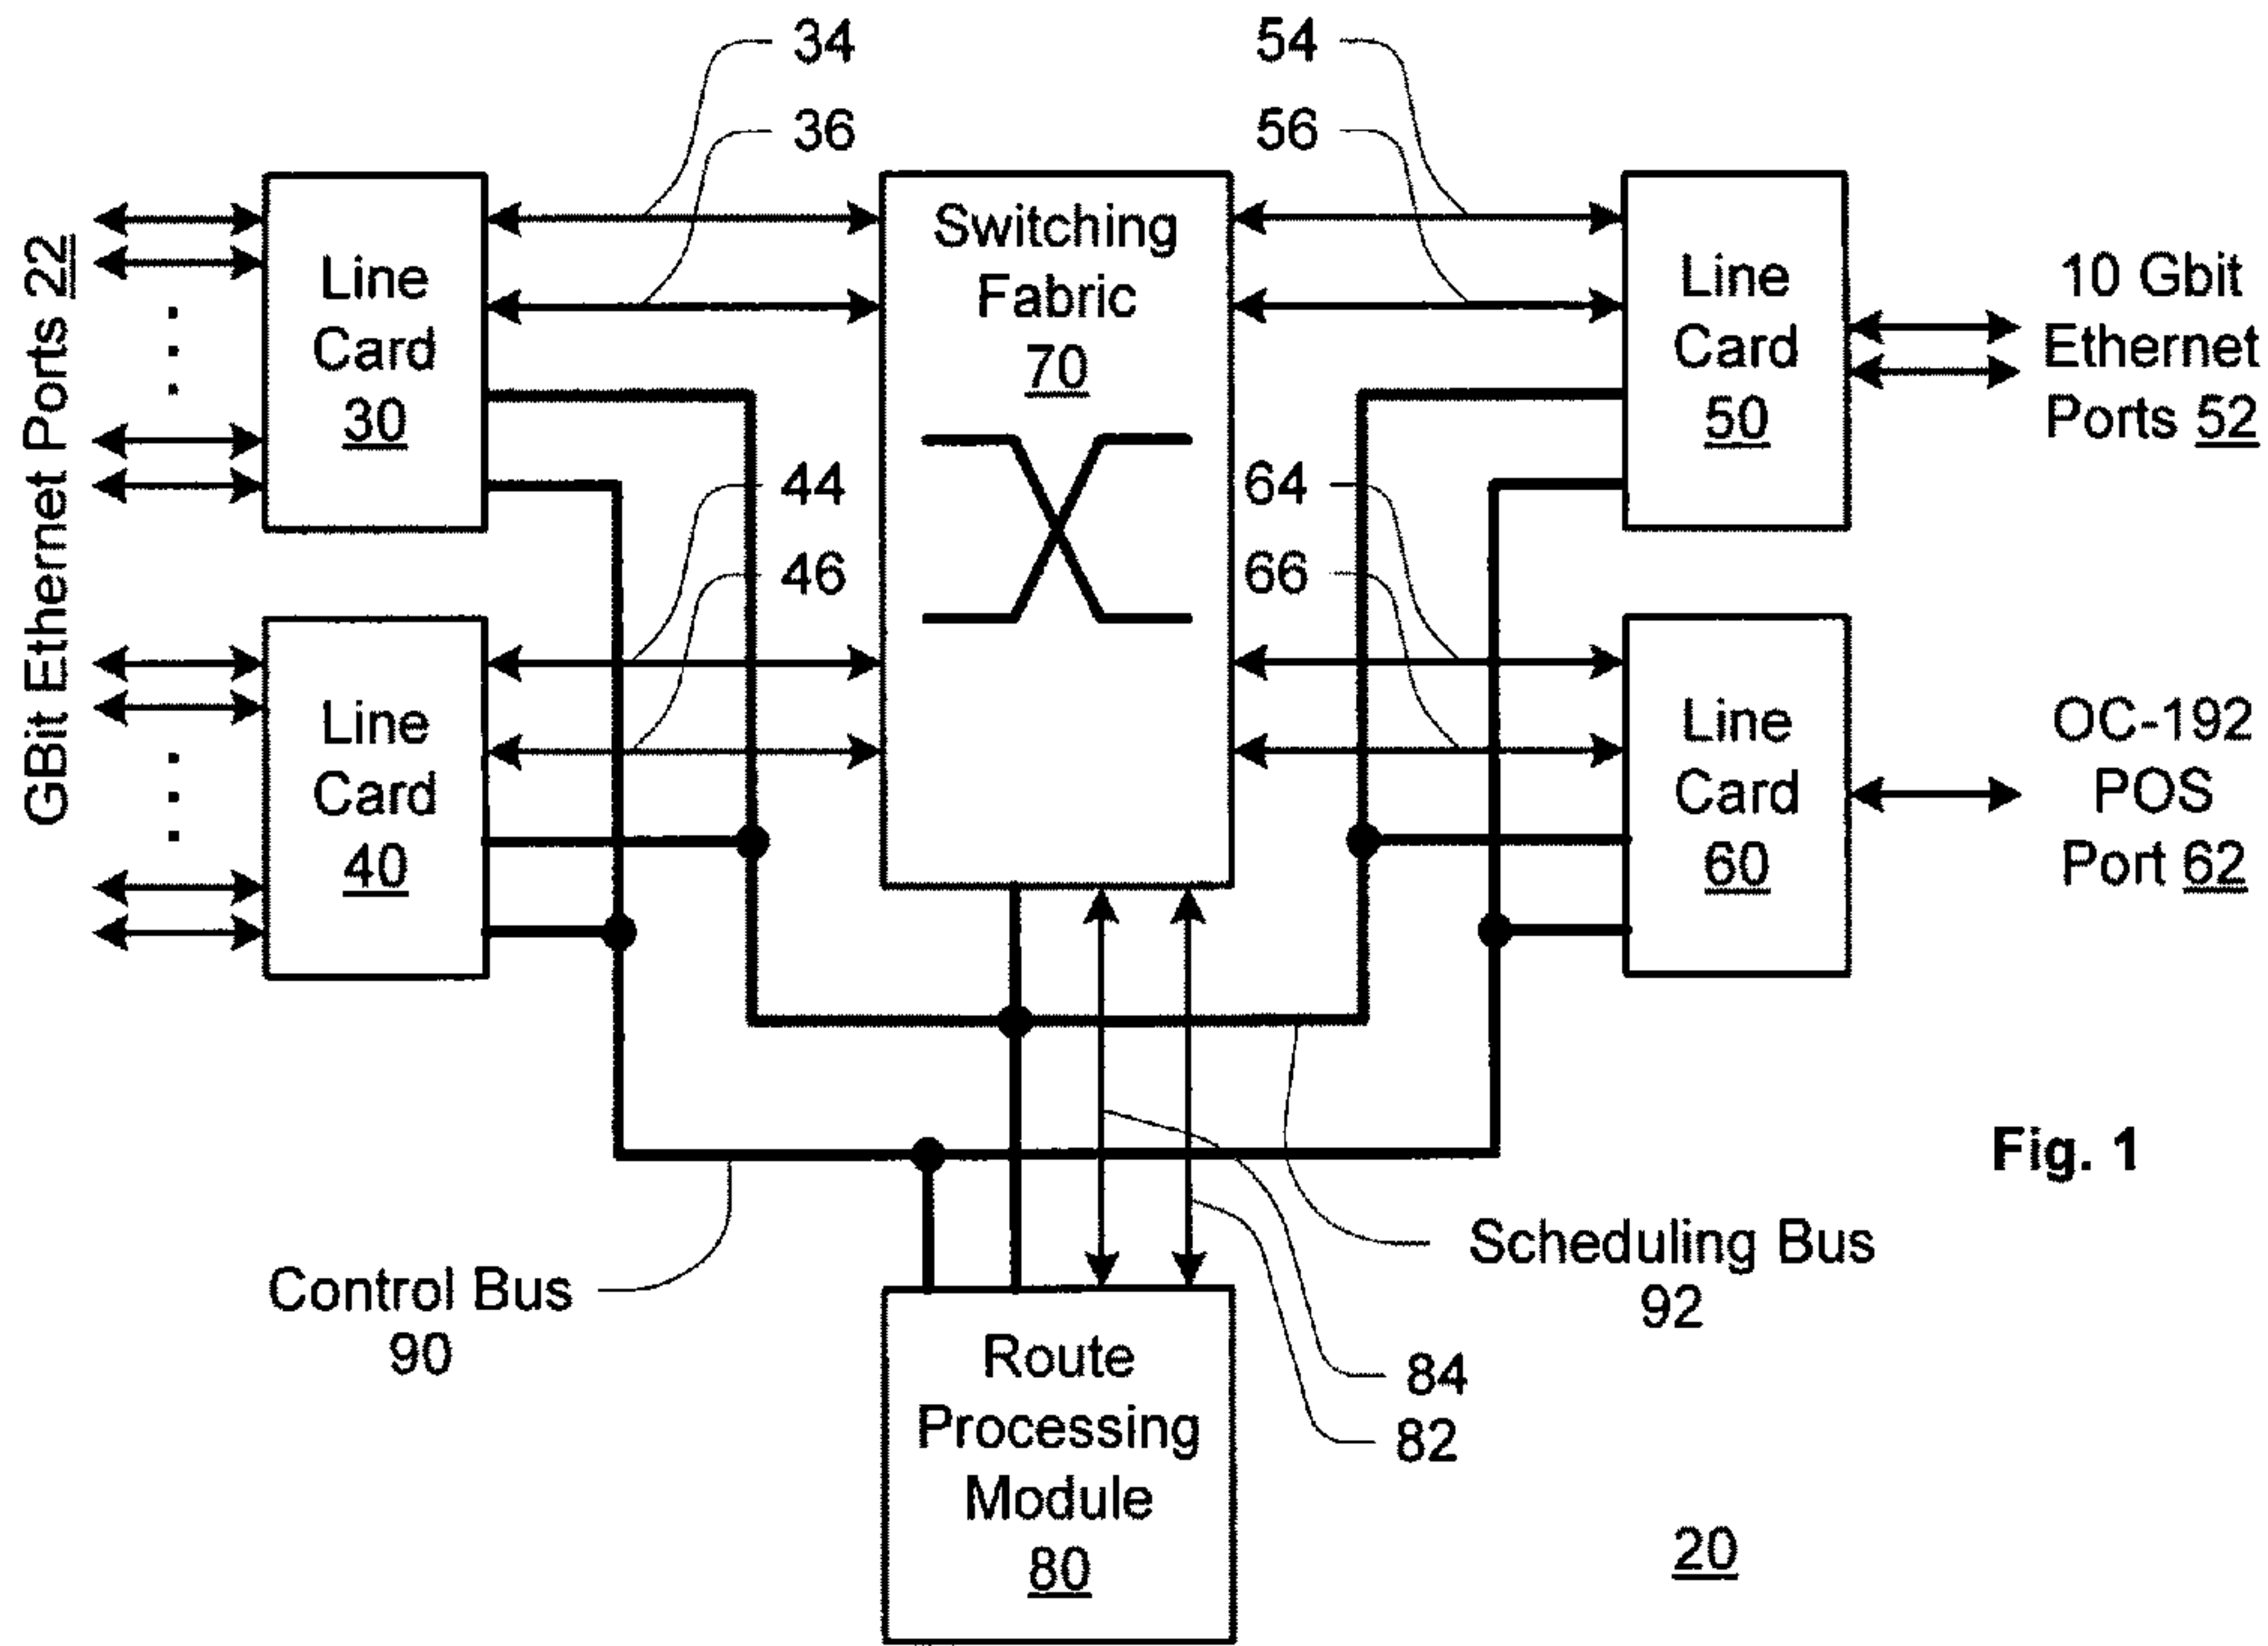 34
54
36
56
GBit Ethernet Ports 22
Line
Card
30
Switching
Fabric
70
Line
Card
50
10 Gbit
Ethernet
Ports 52
44
46
64
66
Line
Card
40
Line
Card
60
OC-192
POS
Port 62
Fig. 1
Control Bus
90
Scheduling Bus
92
84
82
Route
Processing
Module
80
20